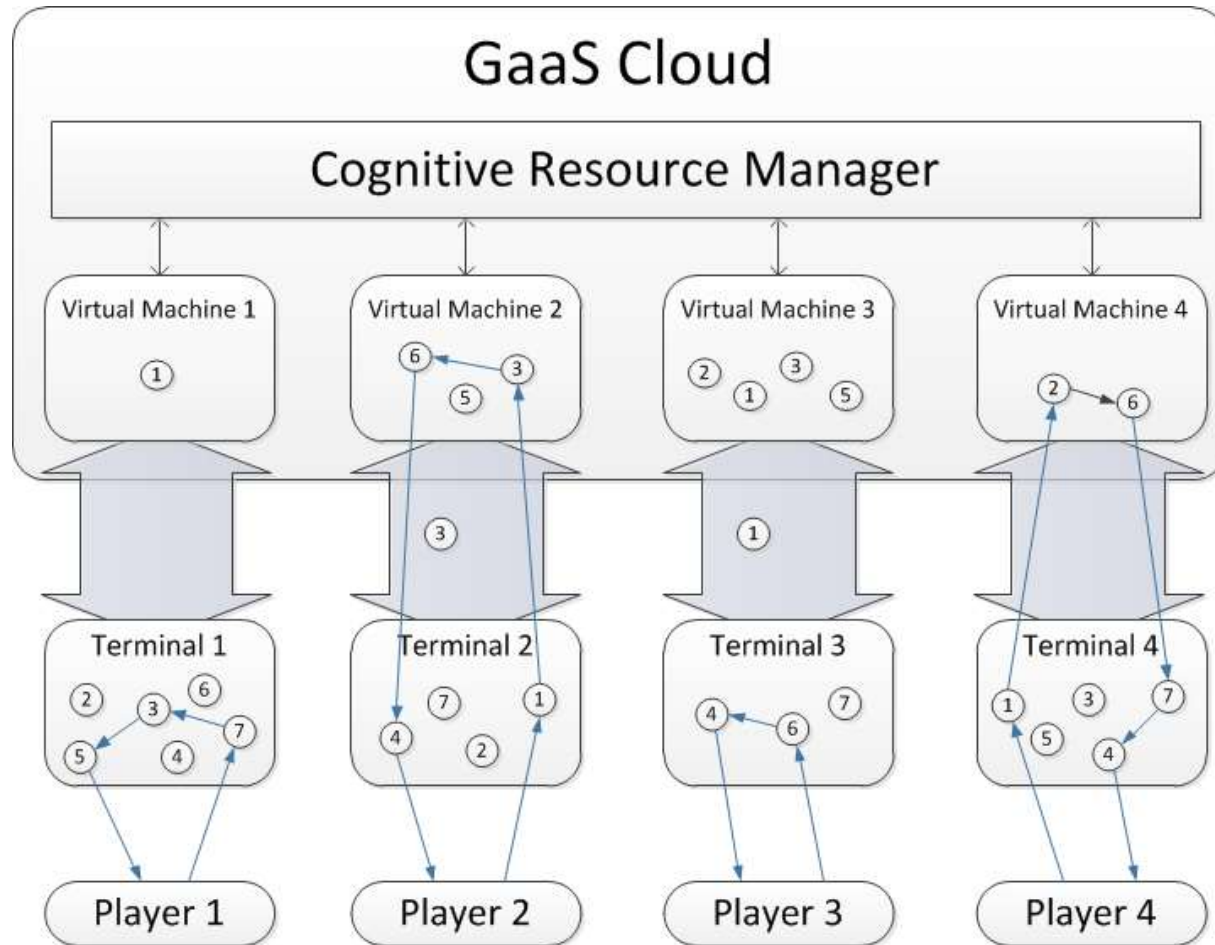 GaaS Cloud
Cognitive Resource Manager
Virtual Machine 1
1
Virtual Machine 2
6
3
5
Virtual Machine 3
2
3
1
5
Virtual Machine 4
2
6
3
1
Terminal 1
2
6
3
7
5
4
Terminal 2
7
1
4
2
Terminal 3
7
4
6
Terminal 4
1
3
7
5
4
Player 1
Player 2
Player 3
Player 4